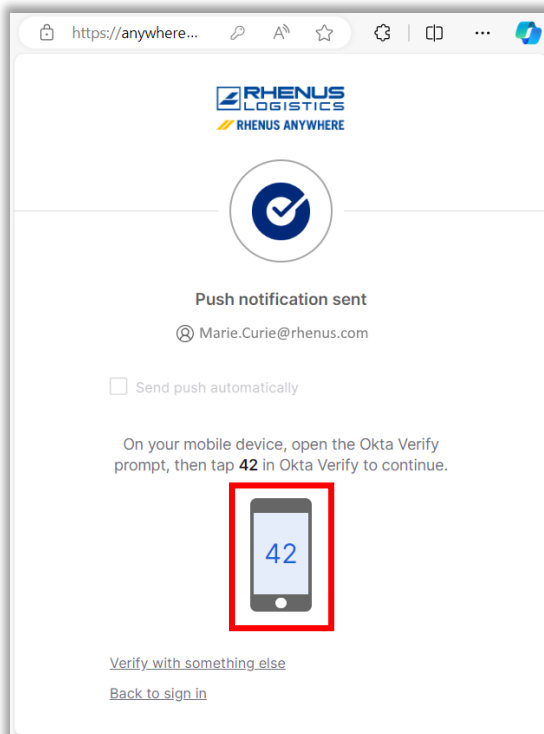 https://anywhere...
RHENUS
LOGISTICS
RHENUS ANYWHERE
Push notification sent
Marie.Curie@rhenus.com
Send push automatically
On your mobile device, open the Okta Verify
prompt, then tap 42 in Okta Verify to continue.
42
Verify with something else
Back to sign in